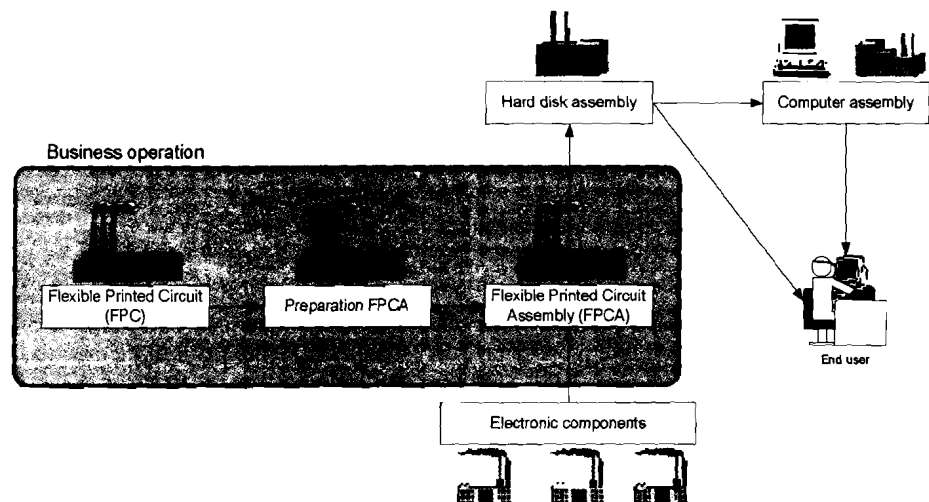 Hard disk assembly
Computer assembly
Business operation
Flexible Printed Circuit
(FPC)
Preparation FPCA
Flexible Printed Circuit
Assembly (FPCA)
End user
Electronic components